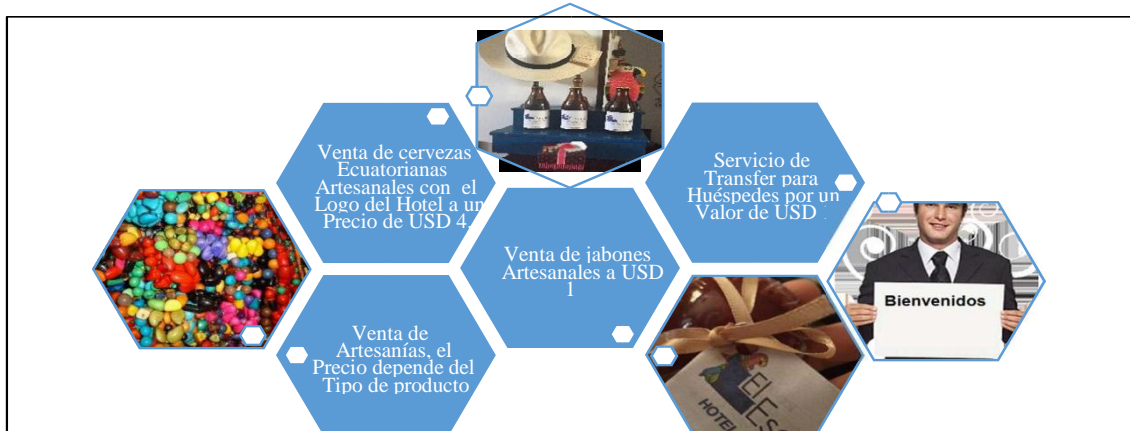 Venta de cervezas
Ecuatorianas
Artesanales con el
Logo del Hotel a un
Precio de USD 4.
Servicio de
Transfer para
Huéspedes por un
Valor de USD
Venta de jabones
Artesanales a USD
1
Bienvenidos
Venta de
Artesanías, el
Precio depende del
Tipo de producto
El
HOTEL